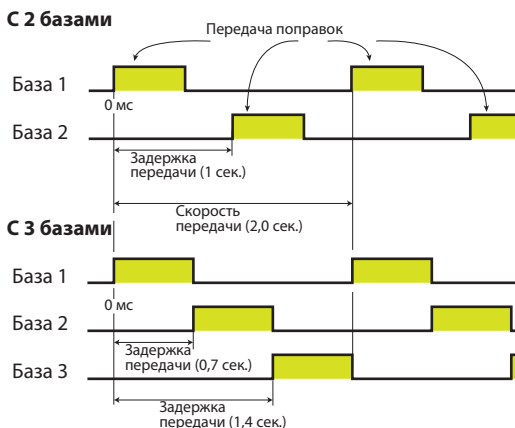 С 2 базами
Передача поправок
База 1
0 мс
База 2
Задержка
передачи (1 сек.)
Скорость
передачи (2,0 сек.)
С 3 базами
База 1
0 мс
База 2
Задержка
передачи (0,7 сек.)
База 3
Задержка
передачи (1,4 сек.)